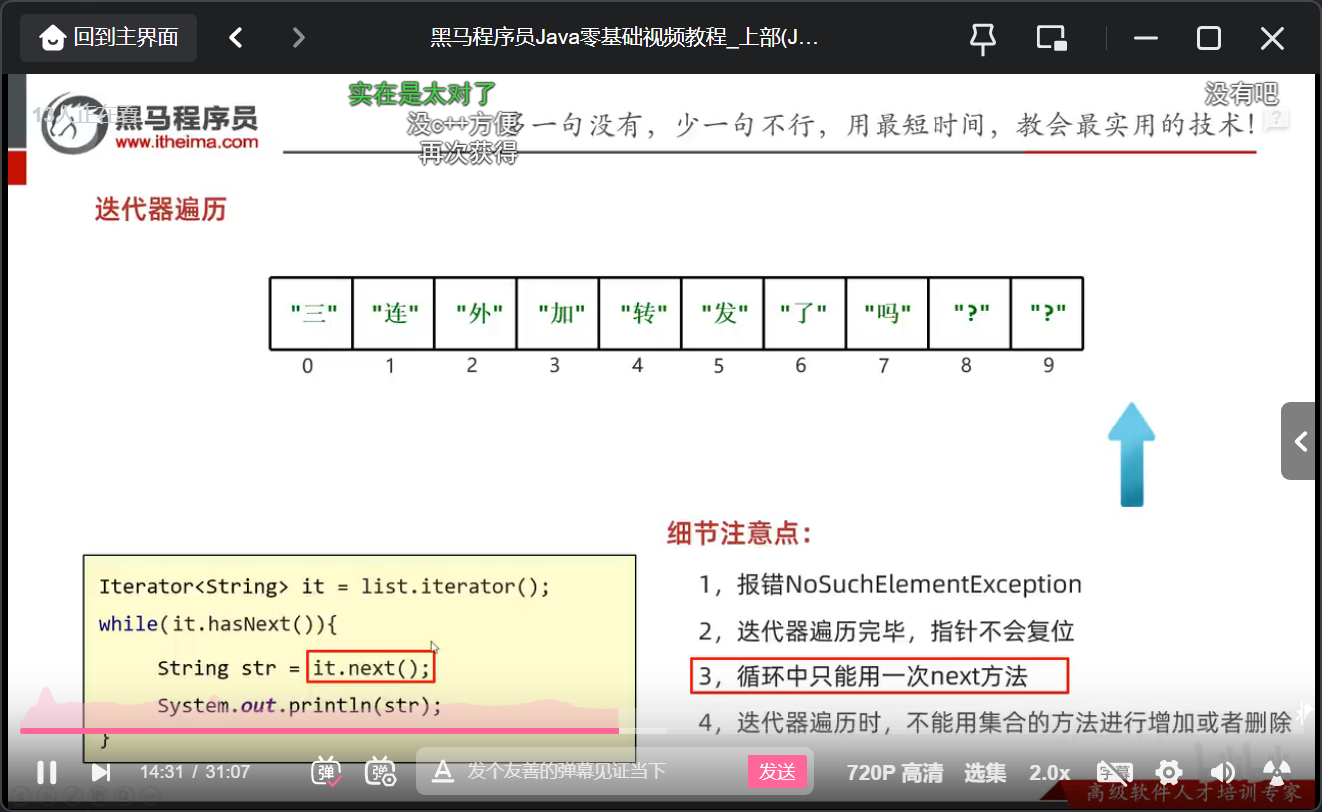 回到主界面
黑马程序员Java零基础视频教程_上部(J...
实在是太对了
没有吧
没c++方便
再次获得
黑马程序员
www.itheima.com
一句没有，少一句不行，用最短时间，教会最实用的技术！
迭代器遍历
"三" "连" "外" "加" "转" "发" "了" "吗" "?" "?"
0 1 2 3 4 5 6 7 8 9
细节注意点：
1，报错NoSuchElementException
2，迭代器遍历完毕，指针不会复位
3，循环中只能用一次next方法
4，迭代器遍历时，不能用集合的方法进行增加或者删除
Iterator<String> it = list.iterator();
while(it.hasNext()){
String str = it.next();
System.out.println(str);
}
14:31 / 31:07
弹
弹
发个友善的弹幕见证当下
发送
720P 高清
选集
2.0x
字幕
高级软件人才培训专家